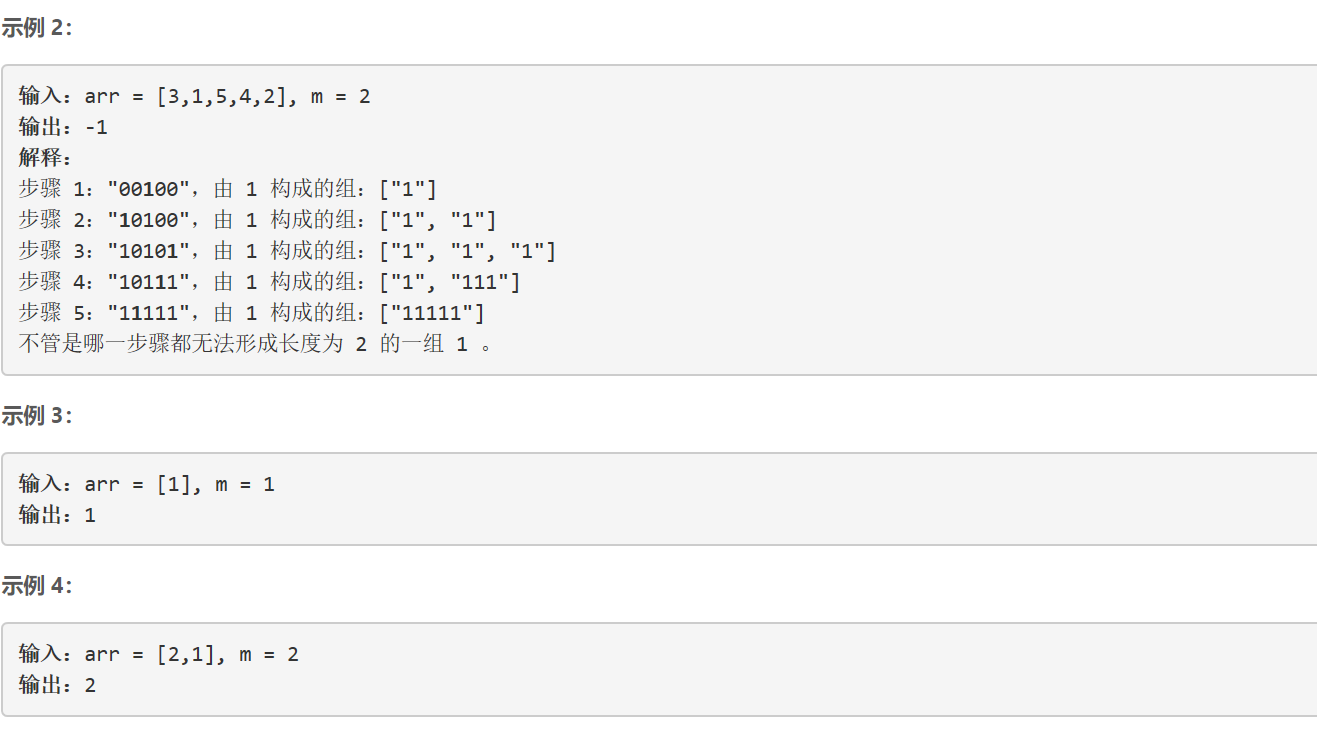 示例 2：
输入：arr = [3,1,5,4,2], m = 2
输出：-1
解释：
步骤 1："00100"，由 1 构成的组：["1"]
步骤 2："10100"，由 1 构成的组：["1", "1"]
步骤 3："10101"，由 1 构成的组：["1", "1", "1"]
步骤 4："10111"，由 1 构成的组：["1", "111"]
步骤 5："11111"，由 1 构成的组：["11111"]
不管是哪一步骤都无法形成长度为 2 的一组 1 。
示例 3：
输入：arr = [1], m = 1
输出：1
示例 4：
输入：arr = [2,1], m = 2
输出：2